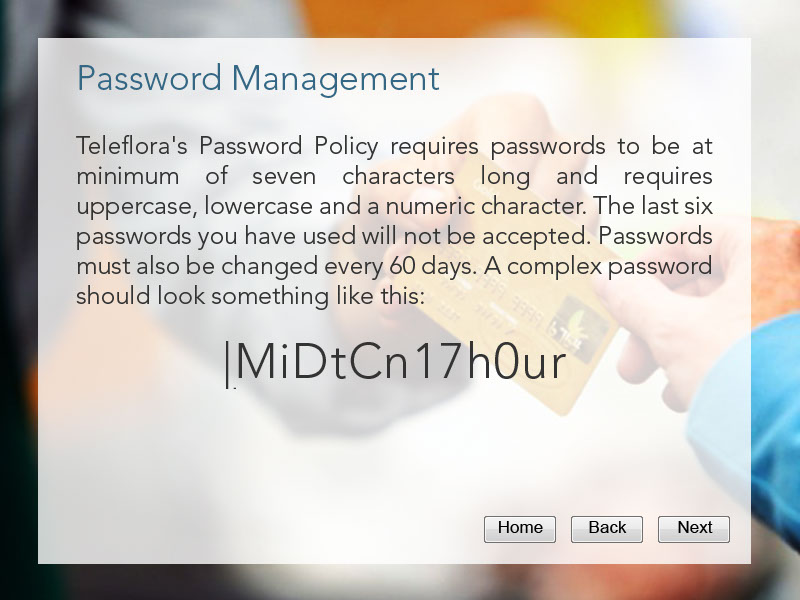 Password Management
Teleflora's Password Policy requires passwords to be at
minimum of seven characters long and requires
uppercase, lowercase and a numeric character. The last six
passwords you have used will not be accepted. Passwords
must also be changed every 60 days. A complex password
should look something like this:
|MiDtCn17h0ur
Home Back Next